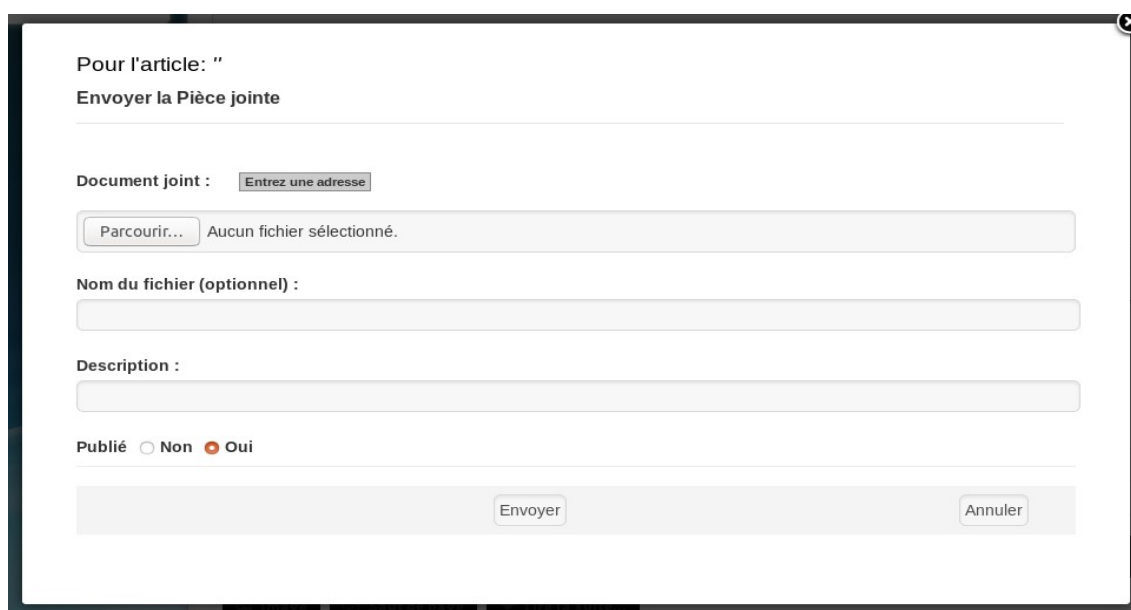 Pour l'article: ''
Envoyer la Pièce jointe
Document joint : Entrez une adresse
Parcourir... Aucun fichier sélectionné.
Nom du fichier (optionnel) :
Description :
Publié Non Oui
Envoyer Annuler